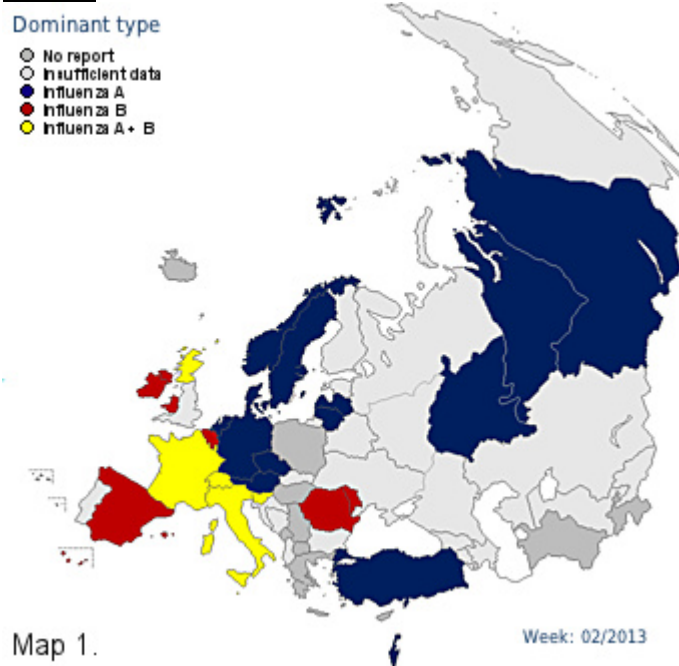 Dominant type
No report
Insufficient data
Influenza A
Influenza B
Influenza A + B
Map 1.
Week: 02/2013